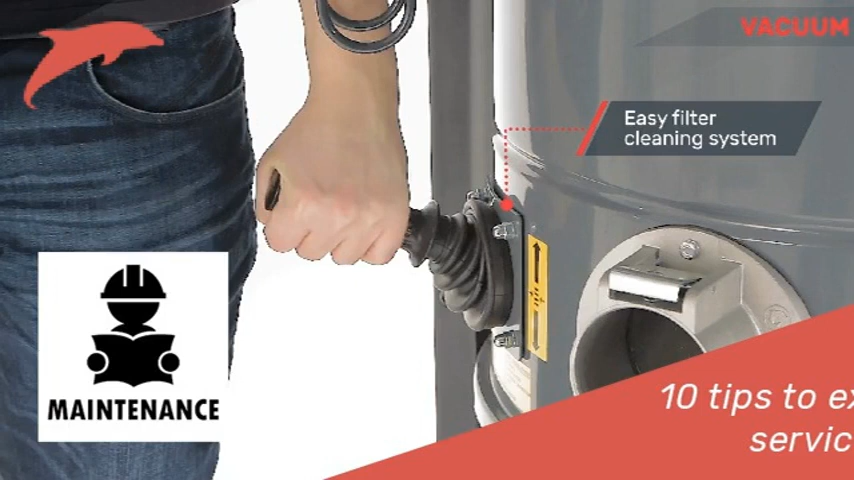 VACUUM
Easy filter
cleaning system
MAINTENANCE
10 tips to ex
servic